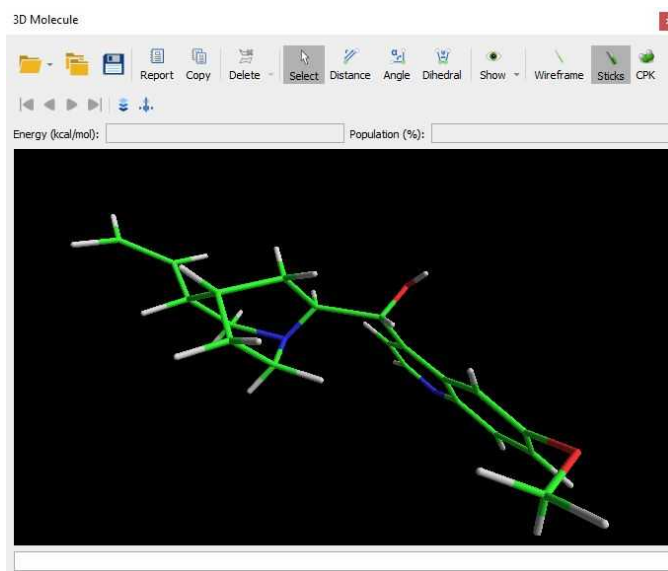 3D Molecule
Report Copy Delete Select Distance Angle Dihedral Show Wireframe Sticks CPK
Energy (kcal/mol): Population (%):